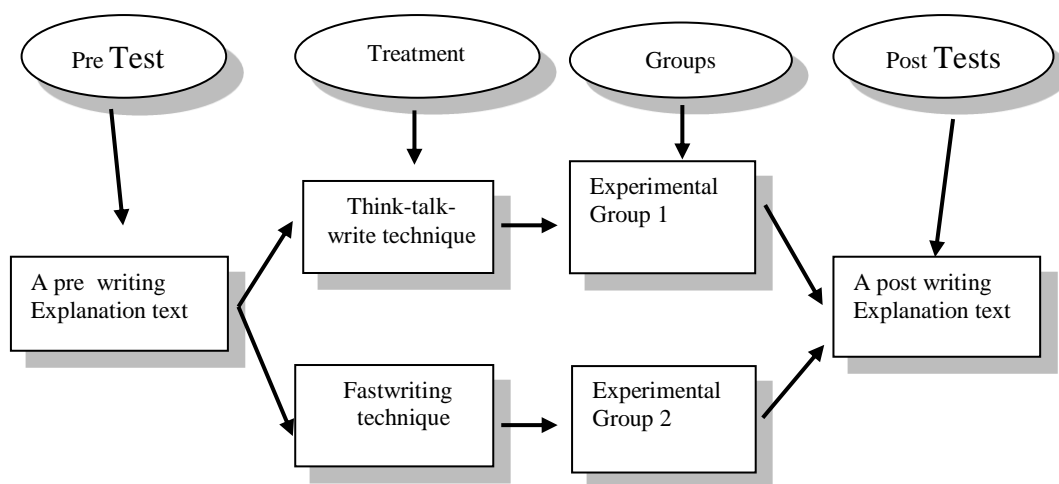 Pre Test
Treatment
Groups
Post Tests
Think-talk-
write technique
Experimental
Group 1
A pre writing
Explanation text
A post writing
Explanation text
Fastwriting
technique
Experimental
Group 2